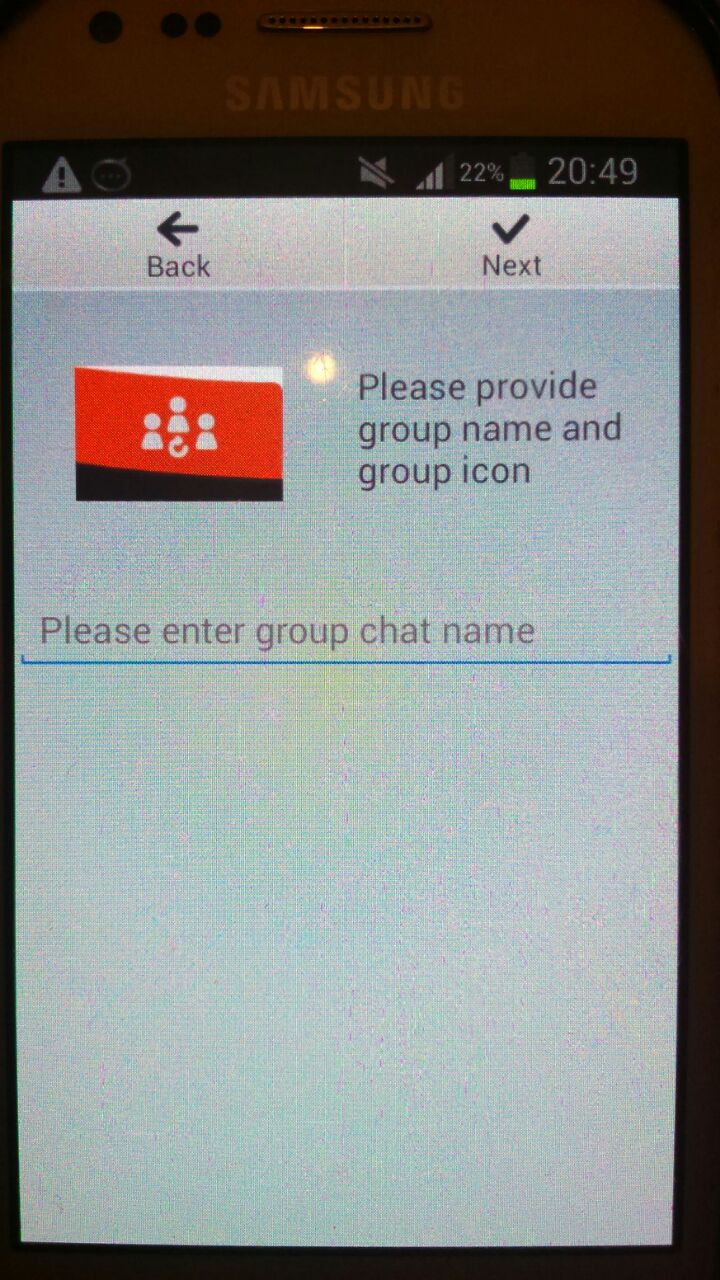 SAMSUNG
22% 20:49
Back
Next
Please provide
group name and
group icon
Please enter group chat name